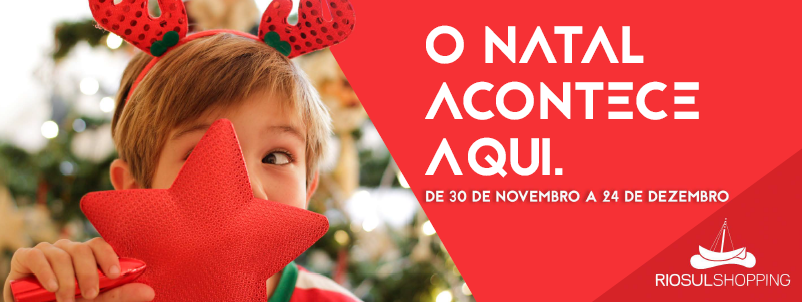 O NATAL
ACONTECE
AQUI.
DE 30 DE NOVEMBRO A 24 DE DEZEMBRO
RIOSULSHOPPING